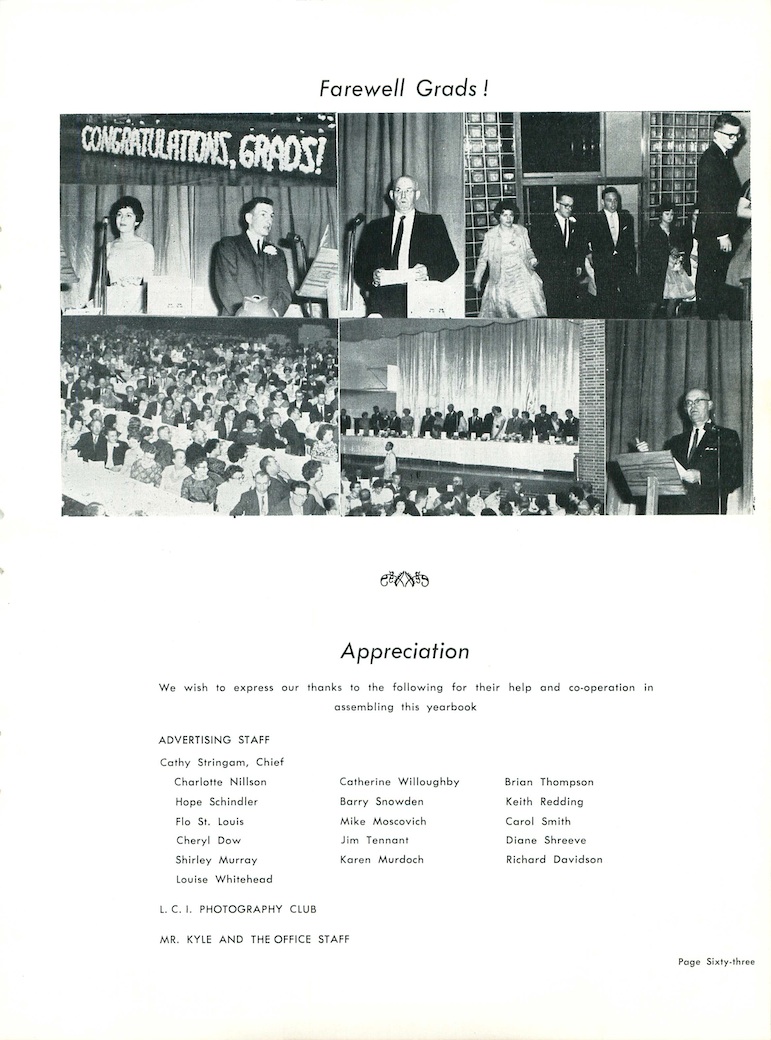 Farewell Grads!
CONGRATULATIONS, GRADS!
Appreciation
We wish to express our thanks to the following for their help and co-operation in
assembling this yearbook
ADVERTISING STAFF
Cathy Stringam, Chief
Charlotte Nillson Catherine Willoughby Brian Thompson
Hope Schindler Barry Snowden Keith Redding
Flo St. Louis Mike Moscovich Carol Smith
Cheryl Dow Jim Tennant Diane Shreeve
Shirley Murray Karen Murdoch Richard Davidson
Louise Whitehead
L. C. I. PHOTOGRAPHY CLUB
MR. KYLE AND THE OFFICE STAFF
Page Sixty-three